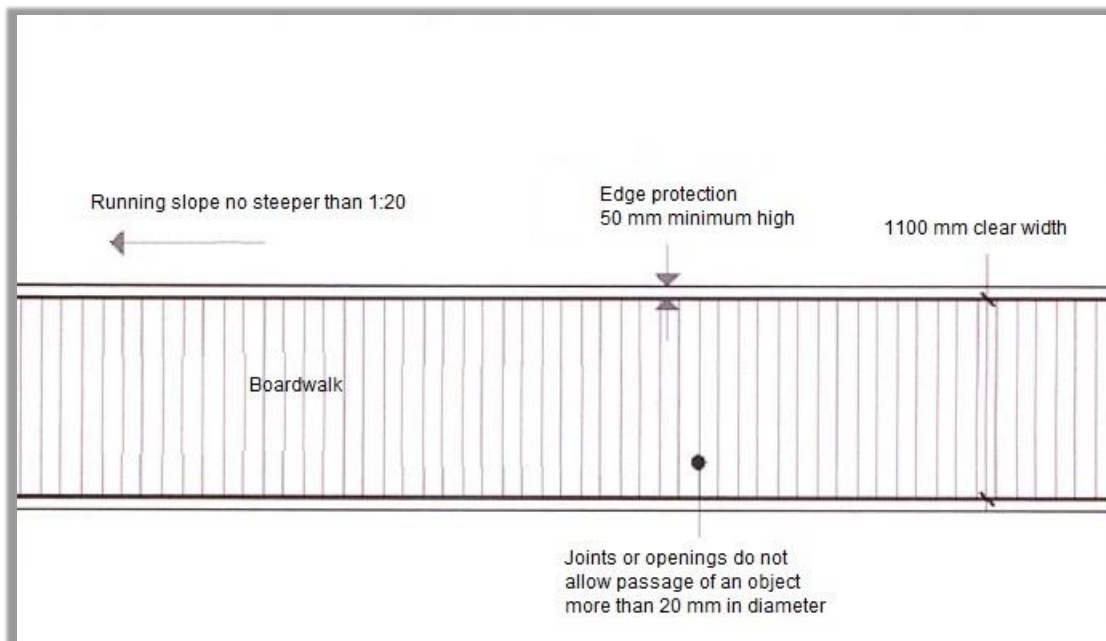 Running slope no steeper than 1:20
Edge protection
50 mm minimum high
1100 mm clear width
Boardwalk
Joints or openings do not
allow passage of an object
more than 20 mm in diameter